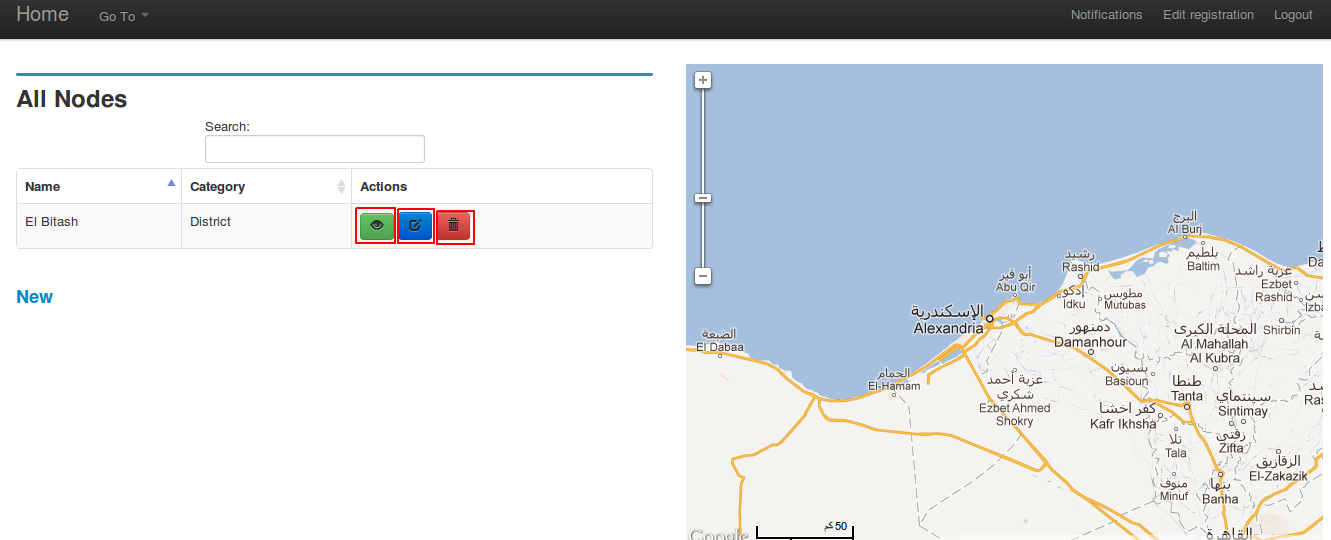 Home
Go To
Notifications
Edit registration
Logout
All Nodes
Search:
Name
Category
Actions
El Bitash
District
New
البرج
Al Burj
بلطيم
Baltim
رشيد
Rashid
عزبة راشد
Ezbet
Rashid
Da
أبو قير
Abu Qir
إدكو
Idku
مطوبس
Mutubas
Izba
الإسكندرية
Alexandria
دمنهور
Damanhour
المحلة الكبرى
Al Mahallah
Al Kubra
Shirbin
الضبعة
El Dabaa
الحمام
El-Hamam
عزبة أحمد
شكري
Ezbet Ahmed
Shokry
بسيون
Basioun
طنطا
Tanta
سينتماي
Sintimay
Ras
كفر اخشا
Kafr Ikhsha
تلا
Tala
زفتى
Zifta
الزقازيق
El-Zakazik
منوف
Minuf
بنها
Banha
القاهرة
50 كم
Google